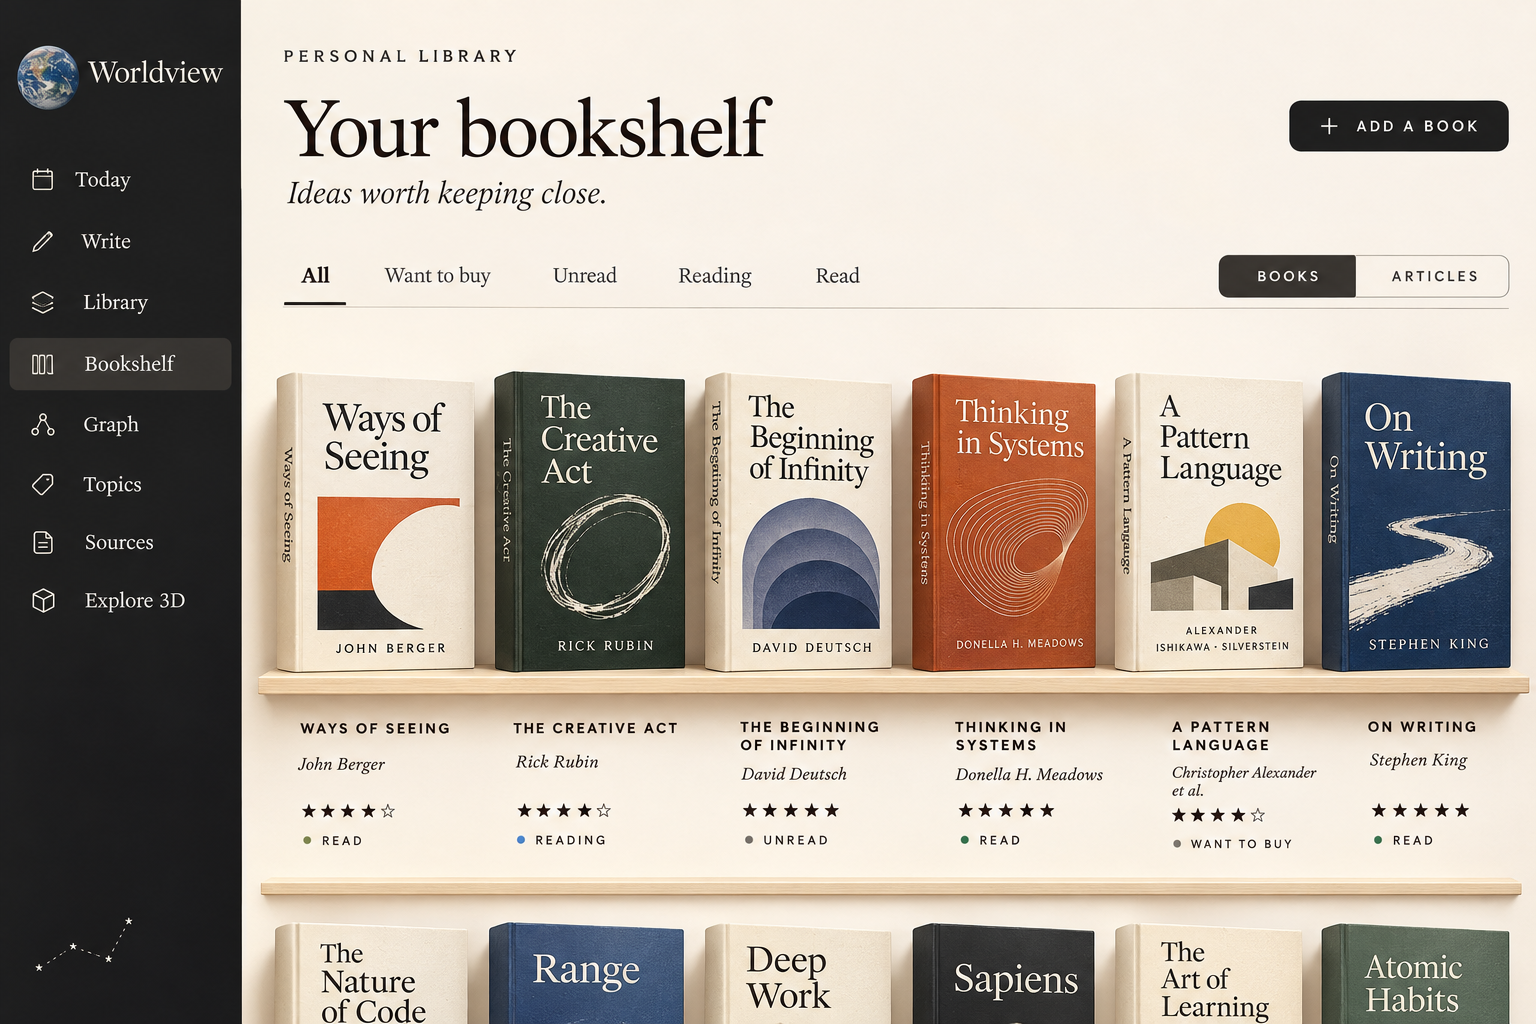 Worldview
Today
Write
Library
Bookshelf
Graph
Topics
Sources
Explore 3D
PERSONAL LIBRARY
Your bookshelf
Ideas worth keeping close.
+ ADD A BOOK
All
Want to buy
Unread
Reading
Read
BOOKS
ARTICLES
Ways of Seeing
Ways of
Seeing
JOHN BERGER
The Creative Act
The
Creative
Act
RICK RUBIN
The Beginning of Infinity
The
Beginning
of Infinity
DAVID DEUTSCH
Thinking in Systens
Thinking
in Systems
DONELLA H. MEADOWS
A Pattern Langauge
A
Pattern
Language
ALEXANDER
ISHIKAWA · SILVERSTEIN
On Writing
On
Writing
STEPHEN KING
WAYS OF SEEING
John Berger
★★★★☆
READ
THE CREATIVE ACT
Rick Rubin
★★★★☆
READING
THE BEGINNING
OF INFINITY
David Deutsch
★★★★★
UNREAD
THINKING IN
SYSTEMS
Donella H. Meadows
★★★★★
READ
A PATTERN
LANGUAGE
Christopher Alexander
et al.
★★★★☆
WANT TO BUY
ON WRITING
Stephen King
★★★★★
READ
The
Nature
of Code
Range
Deep
Work
Sapiens
The
Art of
Learning
Atomic
Habits